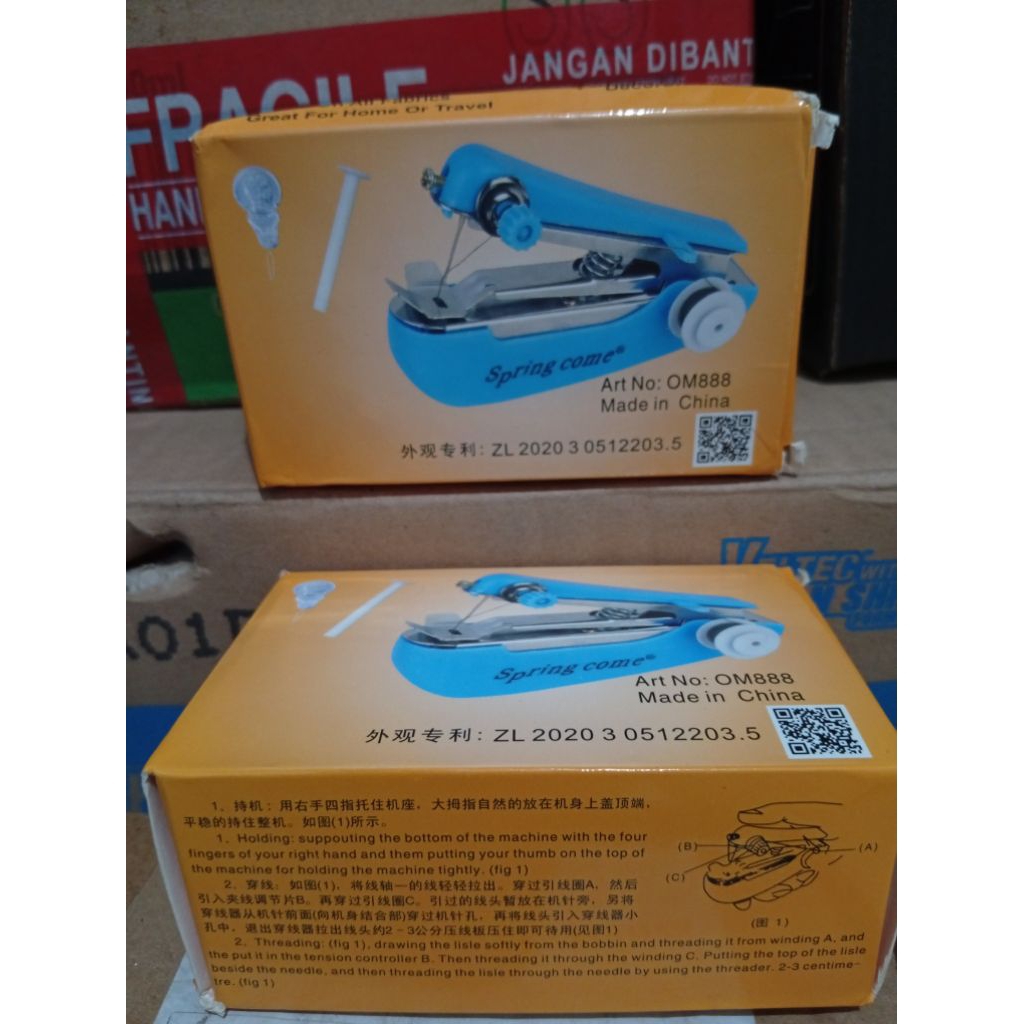 JANGAN DIBANT
FRAGILE
HAN
All Fabrics
Great For Home Or Travel
Spring come®
Art No: OM888
Made in China
外观专利: ZL 2020 3 0512203.5
TIN
A01
WIT
Spring come®
Art No: OM888
Made in China
外观专利: ZL 2020 3 0512203.5
1、持机: 用右手四指托住机座, 大拇指自然的放在机身上盖顶端,
平稳的持住整机。如图(1)所示。
1、Holding: suppouting the bottom of the machine with the four
fingers of your right hand and them putting your thumb on the top of
the machine for holding the machine tightly. (fig 1)
2、穿线: 如图(1), 将线轴一的线轻轻拉出。穿过引线圈A, 然后
引入夹线调节片B。再穿过引线圈C。引过的线头暂放在机针旁, 另将
穿线器从机针前面(向机身结合部)穿过机针孔, 再将线头引入穿线器小
孔中, 退出穿线器拉出线头约2-3公分压线板压住即可待用(见图1)
2、Threading: (fig 1), drawing the lisle softly from the bobbin and threading it from winding A, and
the put it in the tension controller B. Then threading it through the winding C. Putting the top of the lisle
beside the needle, and then threading the lisle through the needle by using the threader. 2-3 centime-
tre. (fig 1)
(B)
(A)
(C)
(图 1)